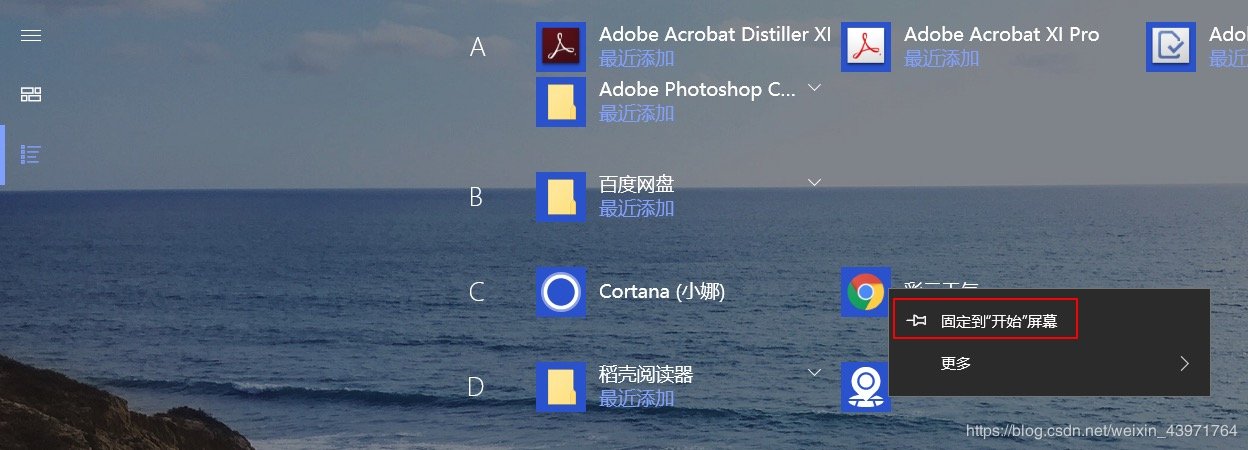 A
Adobe Acrobat Distiller XI
最近添加
Adobe Acrobat XI Pro
最近添加
Adol
最近添
Adobe Photoshop C...
最近添加
B
百度网盘
最近添加
C
Cortana (小娜)
彩云天气
固定到“开始”屏幕
更多
D
稻壳阅读器
最近添加
https://blog.csdn.net/weixin_43971764